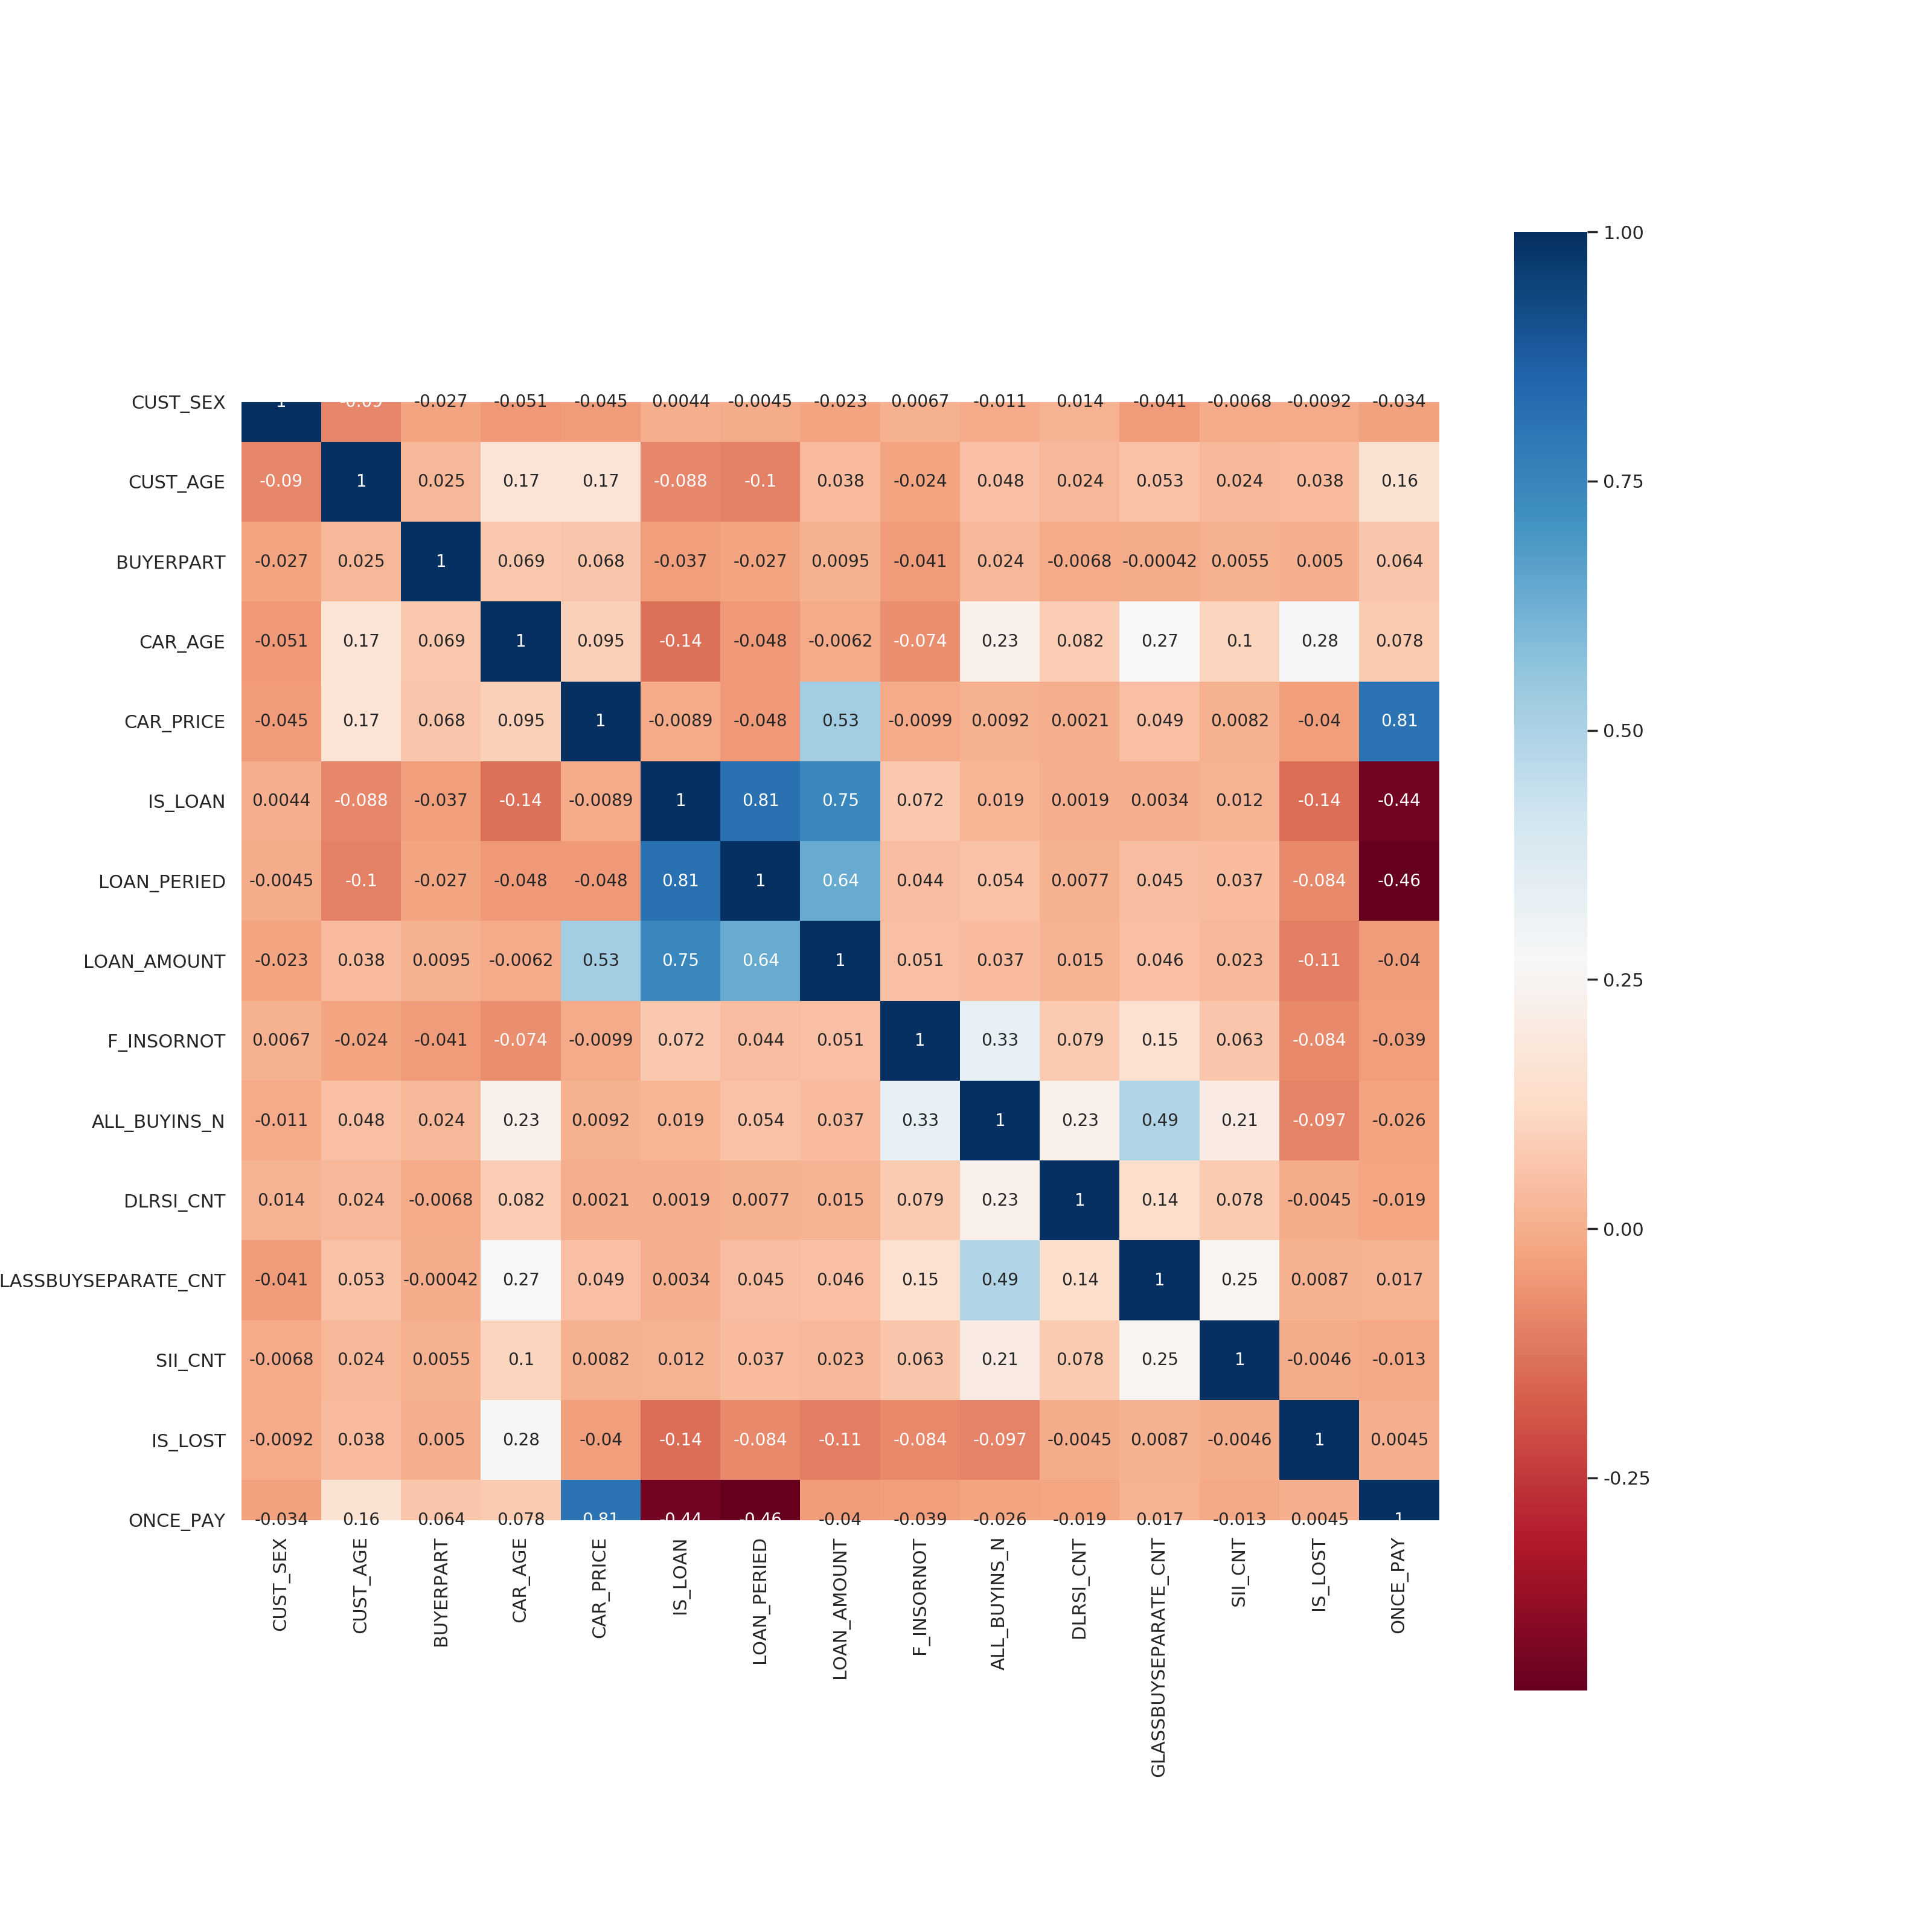 1.00
CUST_SEX 1 -0.09 -0.027 -0.051 -0.045 0.0044 -0.0045 -0.023 0.0067 -0.011 0.014 -0.041 -0.0068 -0.0092 -0.034
CUST_AGE -0.09 1 0.025 0.17 0.17 -0.088 -0.1 0.038 -0.024 0.048 0.024 0.053 0.024 0.038 0.16
0.75
BUYERPART -0.027 0.025 1 0.069 0.068 -0.037 -0.027 0.0095 -0.041 0.024 -0.0068 -0.00042 0.0055 0.005 0.064
CAR_AGE -0.051 0.17 0.069 1 0.095 -0.14 -0.048 -0.0062 -0.074 0.23 0.082 0.27 0.1 0.28 0.078
CAR_PRICE -0.045 0.17 0.068 0.095 1 -0.0089 -0.048 0.53 -0.0099 0.0092 0.0021 0.049 0.0082 -0.04 0.81
0.50
IS_LOAN 0.0044 -0.088 -0.037 -0.14 -0.0089 1 0.81 0.75 0.072 0.019 0.0019 0.0034 0.012 -0.14 -0.44
LOAN_PERIED -0.0045 -0.1 -0.027 -0.048 -0.048 0.81 1 0.64 0.044 0.054 0.0077 0.045 0.037 -0.084 -0.46
LOAN_AMOUNT -0.023 0.038 0.0095 -0.0062 0.53 0.75 0.64 1 0.051 0.037 0.015 0.046 0.023 -0.11 -0.04
0.25
F_INSORNOT 0.0067 -0.024 -0.041 -0.074 -0.0099 0.072 0.044 0.051 1 0.33 0.079 0.15 0.063 -0.084 -0.039
ALL_BUYINS_N -0.011 0.048 0.024 0.23 0.0092 0.019 0.054 0.037 0.33 1 0.23 0.49 0.21 -0.097 -0.026
DLRSI_CNT 0.014 0.024 -0.0068 0.082 0.0021 0.0019 0.0077 0.015 0.079 0.23 1 0.14 0.078 -0.0045 -0.019
0.00
LASSBUYSEPARATE_CNT -0.041 0.053 -0.00042 0.27 0.049 0.0034 0.045 0.046 0.15 0.49 0.14 1 0.25 0.0087 0.017
SII_CNT -0.0068 0.024 0.0055 0.1 0.0082 0.012 0.037 0.023 0.063 0.21 0.078 0.25 1 -0.0046 -0.013
IS_LOST -0.0092 0.038 0.005 0.28 -0.04 -0.14 -0.084 -0.11 -0.084 -0.097 -0.0045 0.0087 -0.0046 1 0.0045
-0.25
ONCE_PAY -0.034 0.16 0.064 0.078 0.81 -0.44 -0.46 -0.04 -0.039 -0.026 -0.019 0.017 -0.013 0.0045 1
CUST_SEX
CUST_AGE
BUYERPART
CAR_AGE
CAR_PRICE
IS_LOAN
LOAN_PERIED
LOAN_AMOUNT
F_INSORNOT
ALL_BUYINS_N
DLRSI_CNT
GLASSBUYSEPARATE_CNT
SII_CNT
IS_LOST
ONCE_PAY